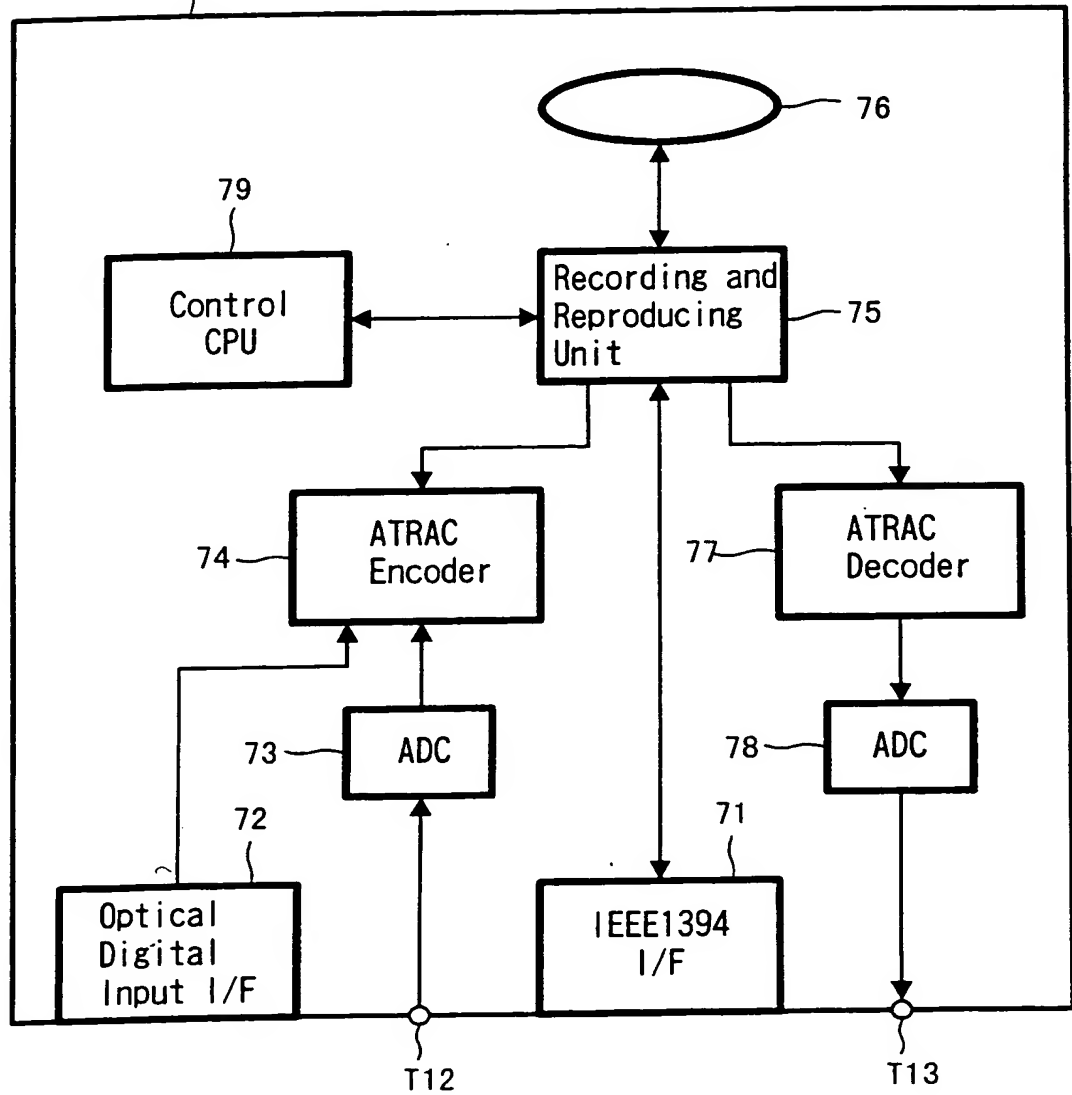 76
79
Control
CPU
Recording and
Reproducing
Unit
75
74
ATRAC
Encoder
77
ATRAC
Decoder
73
ADC
78
ADC
72
71
Optical
Digital
Input I/F
IEEE1394
I/F
T12
T13